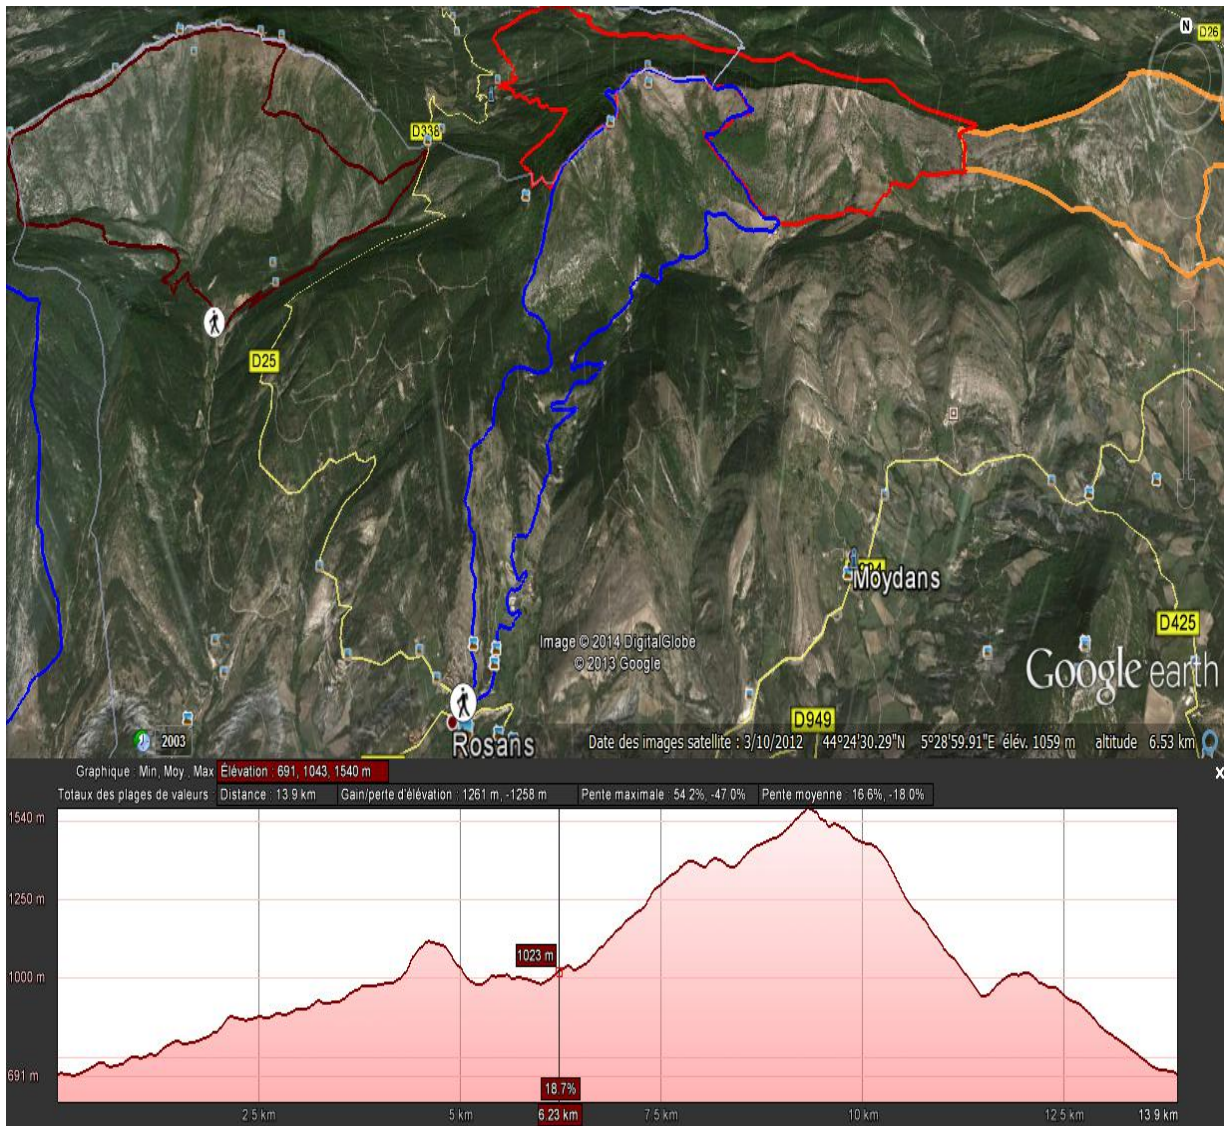 N
D26
D338
D25
Moydans
D425
Image © 2014 DigitalGlobe
© 2013 Google
Google earth
D949
2003
Rosans
Date des images satellite : 3/10/2012 44°24'30.29"N 5°28'59.91"E élév. 1059 m altitude 6.53 km
Graphique : Min, Moy., Max Élévation : 691, 1043, 1540 m
x
Totaux des plages de valeurs : Distance : 13.9 km Gain/perte d'élévation : 1261 m, -1258 m Pente maximale : 54.2%, -47.0% Pente moyenne : 16.6%, -18.0%
1540 m
1250 m
1023 m
1000 m
691 m
18.7%
2.5 km 5 km 6.23 km 7.5 km 10 km 12.5 km 13.9 km